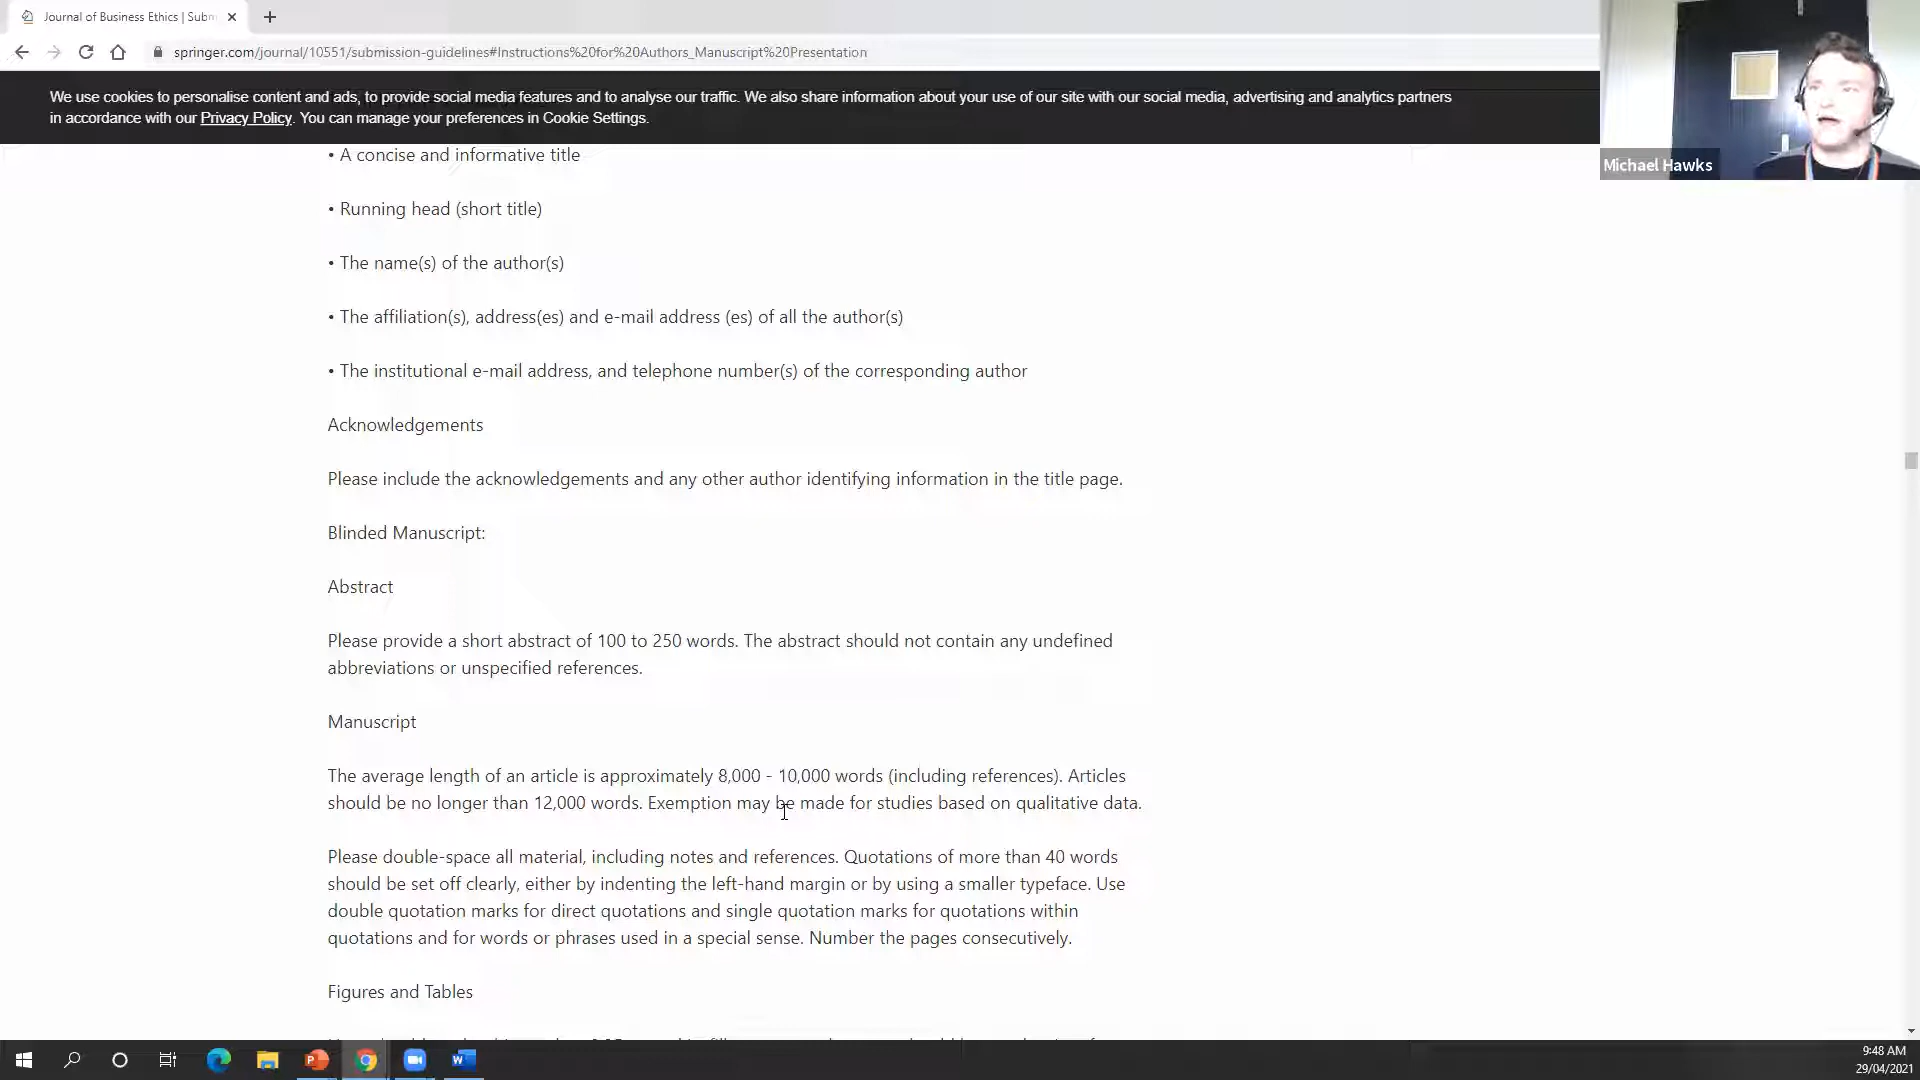 Journal of Business Ethics | Subm
springer.com/journal/10551/submission-guidelines#Instructions%20for%20Authors_Manuscript%20Presentation
We use cookies to personalise content and ads, to provide social media features and to analyse our traffic. We also share information about your use of our site with our social media, advertising and analytics partners
in accordance with our Privacy Policy. You can manage your preferences in Cookie Settings.
Michael Hawks
• A concise and informative title
• Running head (short title)
• The name(s) of the author(s)
• The affiliation(s), address(es) and e-mail address (es) of all the author(s)
• The institutional e-mail address, and telephone number(s) of the corresponding author
Acknowledgements
Please include the acknowledgements and any other author identifying information in the title page.
Blinded Manuscript:
Abstract
Please provide a short abstract of 100 to 250 words. The abstract should not contain any undefined
abbreviations or unspecified references.
Manuscript
The average length of an article is approximately 8,000 - 10,000 words (including references). Articles
should be no longer than 12,000 words. Exemption may be made for studies based on qualitative data.
Please double-space all material, including notes and references. Quotations of more than 40 words
should be set off clearly, either by indenting the left-hand margin or by using a smaller typeface. Use
double quotation marks for direct quotations and single quotation marks for quotations within
quotations and for words or phrases used in a special sense. Number the pages consecutively.
Figures and Tables
9:48 AM
29/04/2021